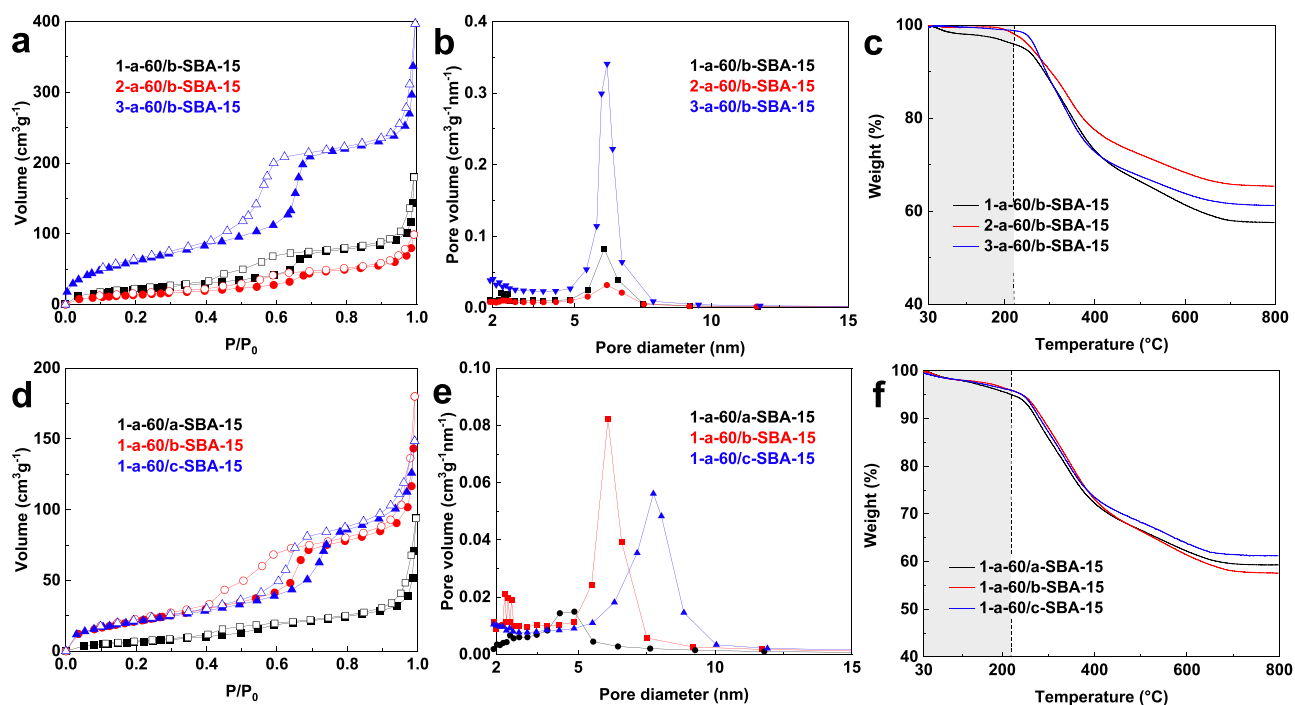 a
400
300
200
100
0
0.0 0.2 0.4 0.6 0.8 1.0
Volume (cm³g⁻¹)
P/P₀
1-a-60/b-SBA-15
2-a-60/b-SBA-15
3-a-60/b-SBA-15
b
0.4
0.3
0.2
0.1
0.0
2 5 10 15
Pore volume (cm³g⁻¹nm⁻¹)
Pore diameter (nm)
1-a-60/b-SBA-15
2-a-60/b-SBA-15
3-a-60/b-SBA-15
c
100
80
60
40
30 200 400 600 800
Weight (%)
Temperature (°C)
1-a-60/b-SBA-15
2-a-60/b-SBA-15
3-a-60/b-SBA-15
d
200
150
100
50
0
0.0 0.2 0.4 0.6 0.8 1.0
Volume (cm³g⁻¹)
P/P₀
1-a-60/a-SBA-15
1-a-60/b-SBA-15
1-a-60/c-SBA-15
e
0.10
0.08
0.06
0.04
0.02
0.00
2 5 10 15
Pore volume (cm³g⁻¹nm⁻¹)
Pore diameter (nm)
1-a-60/a-SBA-15
1-a-60/b-SBA-15
1-a-60/c-SBA-15
f
100
90
80
70
60
50
40
30 200 400 600 800
Weight (%)
Temperature (°C)
1-a-60/a-SBA-15
1-a-60/b-SBA-15
1-a-60/c-SBA-15